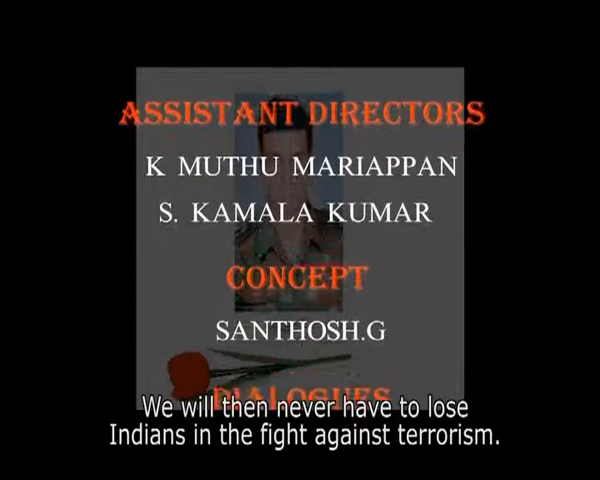 ASSISTANT DIRECTORS
K MUTHU MARIAPPAN
S. KAMALA KUMAR
CONCEPT
SANTHOSH.G
DIALOGUES
We will then never have to lose
Indians in the fight against terrorism.